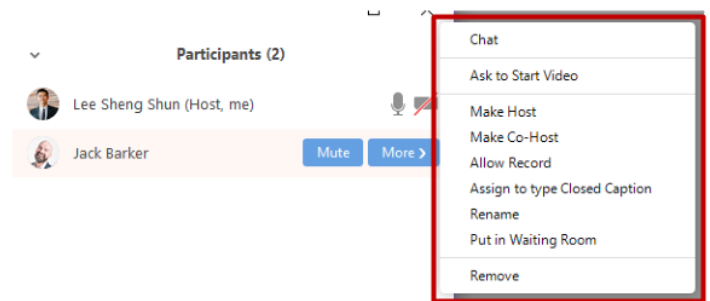 Participants (2)
Lee Sheng Shun (Host, me)
Jack Barker
Mute
More
Chat
Ask to Start Video
Make Host
Make Co-Host
Allow Record
Assign to type Closed Caption
Rename
Put in Waiting Room
Remove